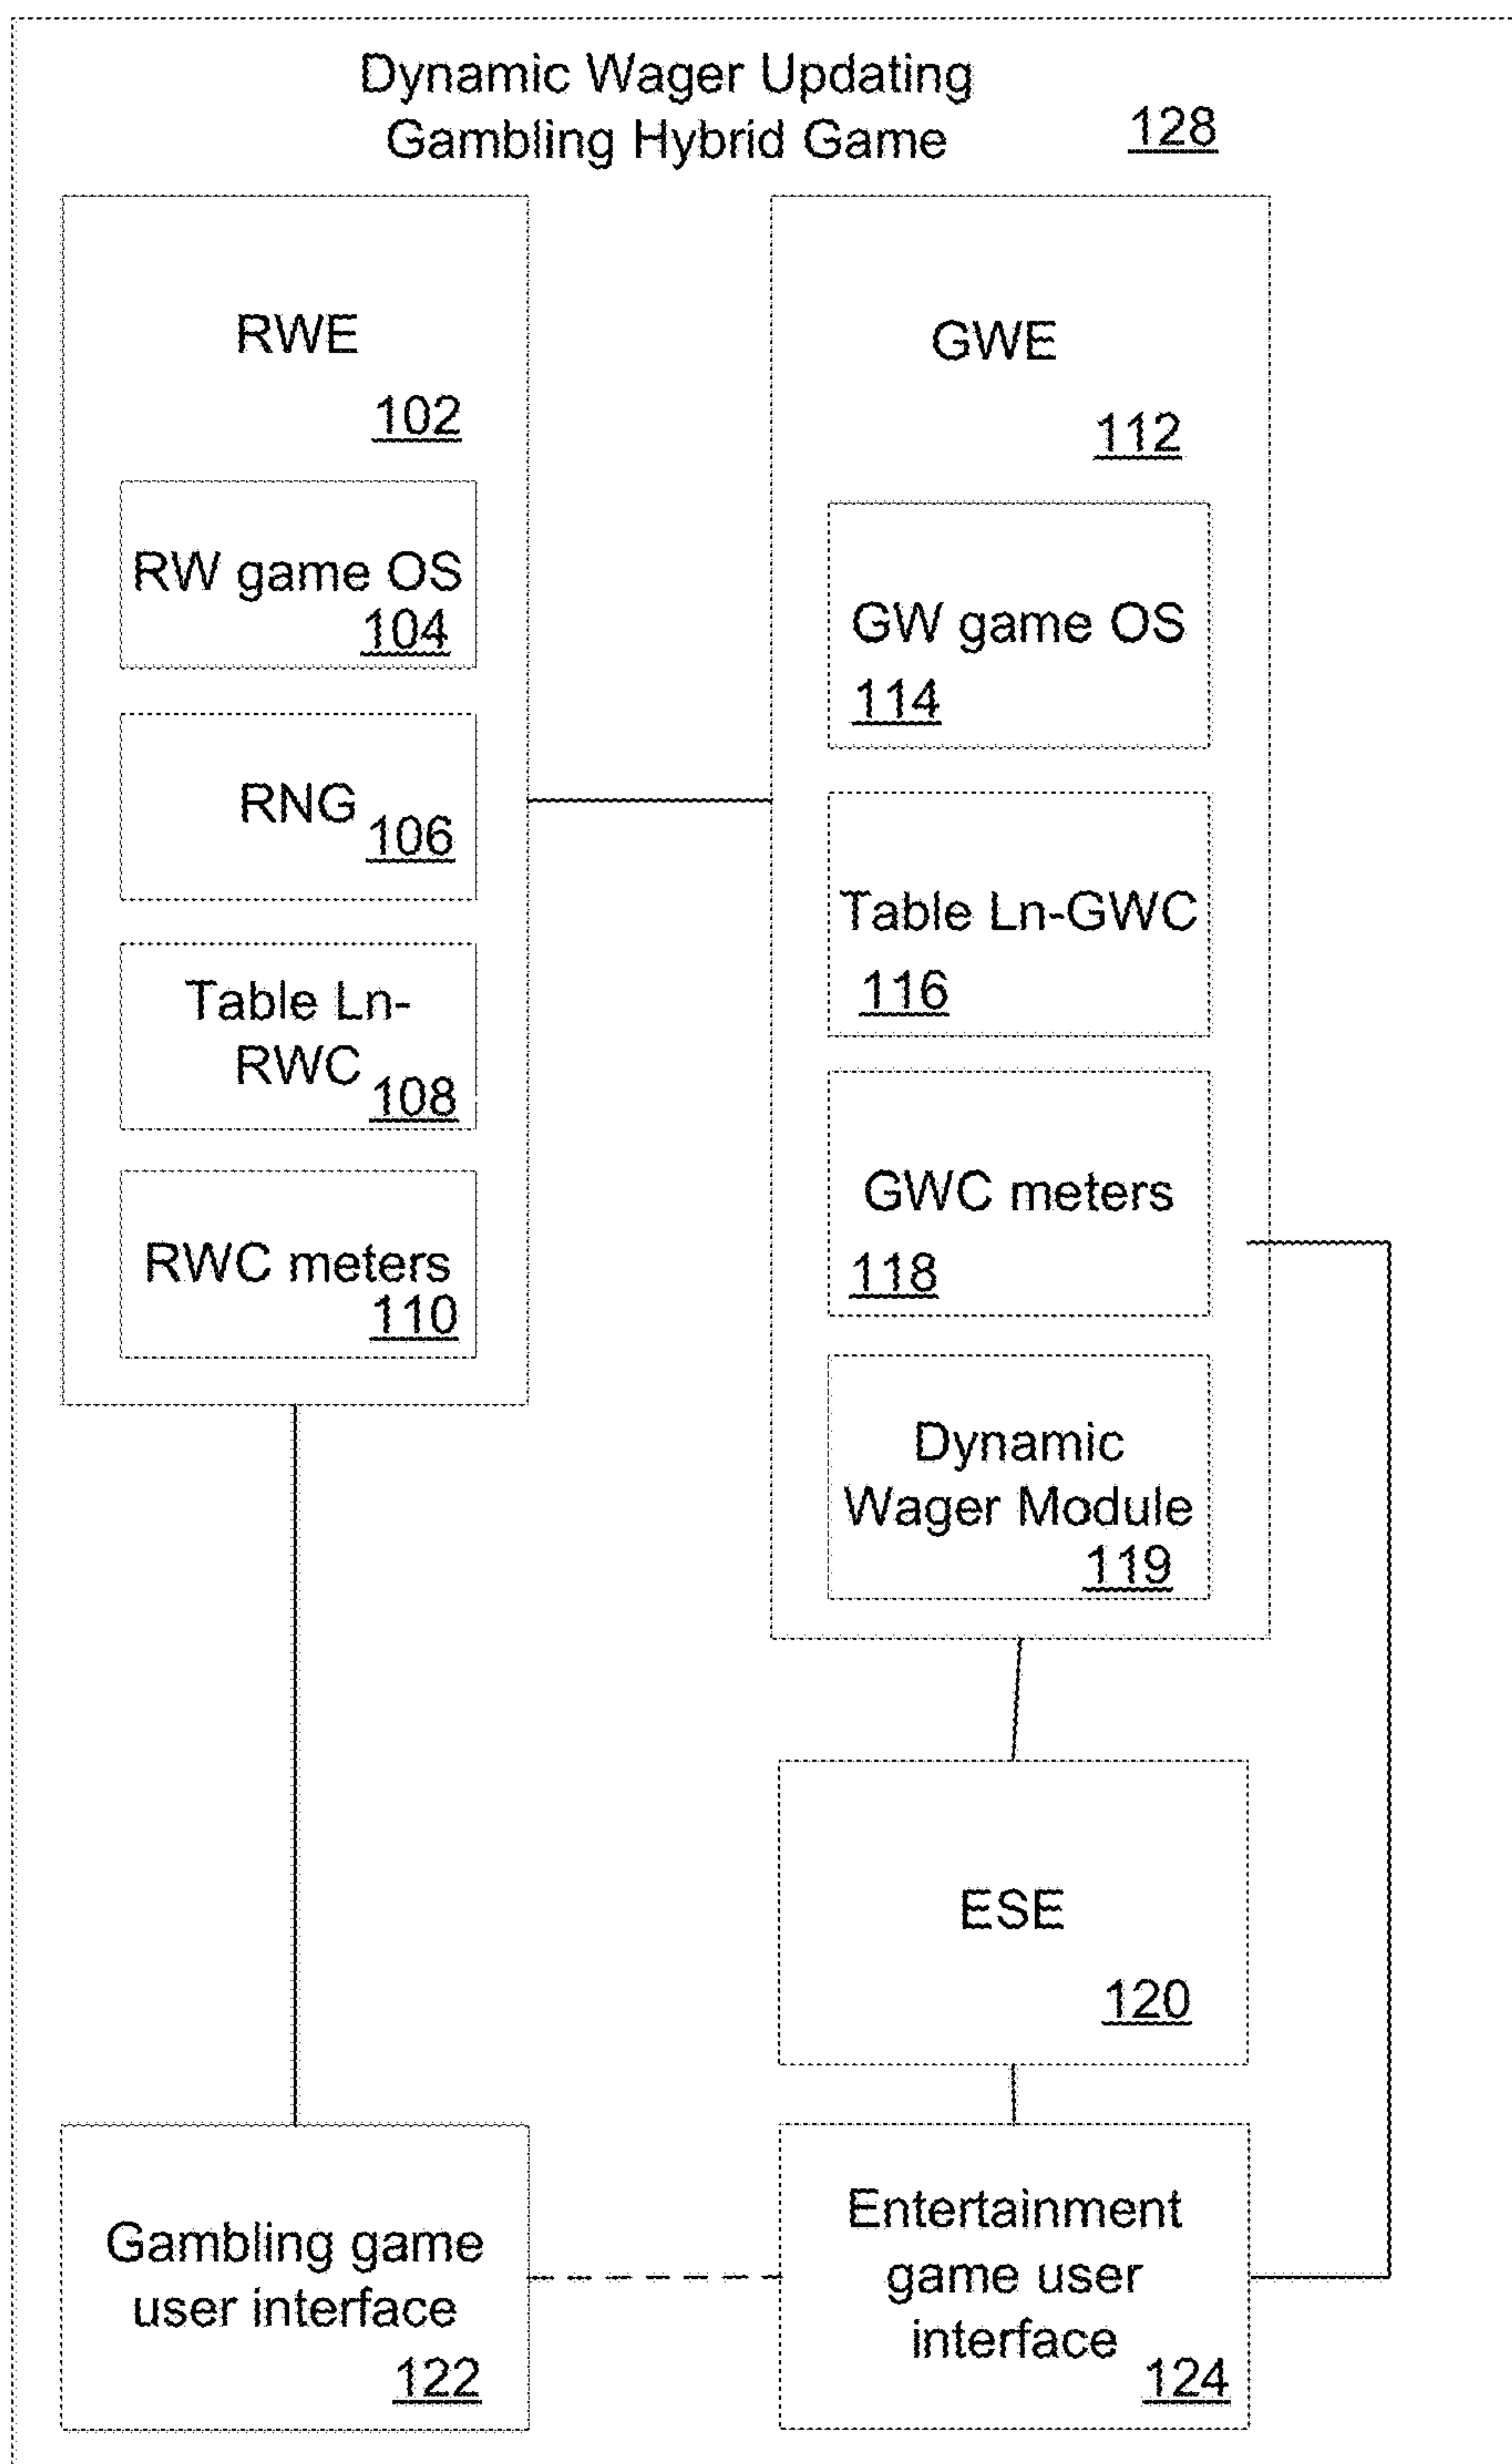 Dynamic Wager Updating
Gambling Hybrid Game
128
RWE
102
RW game OS
104
RNG
106
Table Ln-
RWC
108
RWC meters
110
GWE
112
GW game OS
114
Table Ln-GWC
116
GWC meters
118
Dynamic
Wager Module
119
ESE
120
Gambling game
user interface
122
Entertainment
game user
interface
124